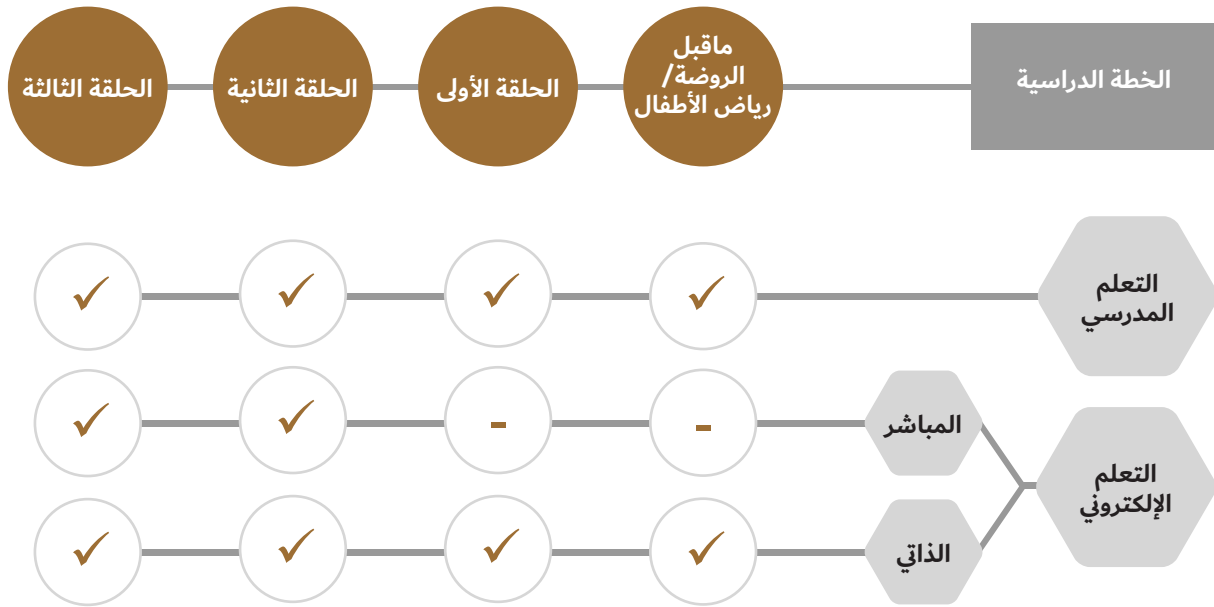 الخطة الدراسية
ماقبل
الروضة/
رياض الأطفال
الحلقة الأولى
الحلقة الثانية
الحلقة الثالثة
التعلم
المدرسي
✓ ✓ ✓ ✓
التعلم
الإلكتروني
المباشر
- - ✓ ✓
الذاتي
✓ ✓ ✓ ✓